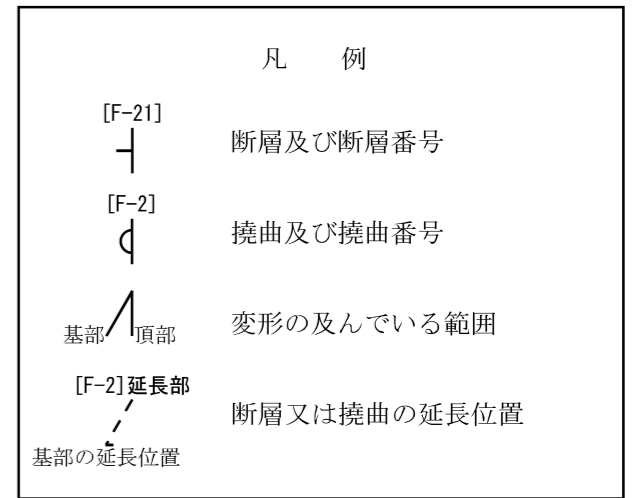 凡　例
[F-21]
断層及び断層番号
[F-2]
撓曲及び撓曲番号
基部 頂部
変形の及んでいる範囲
[F-2]延長部
断層又は撓曲の延長位置
基部の延長位置